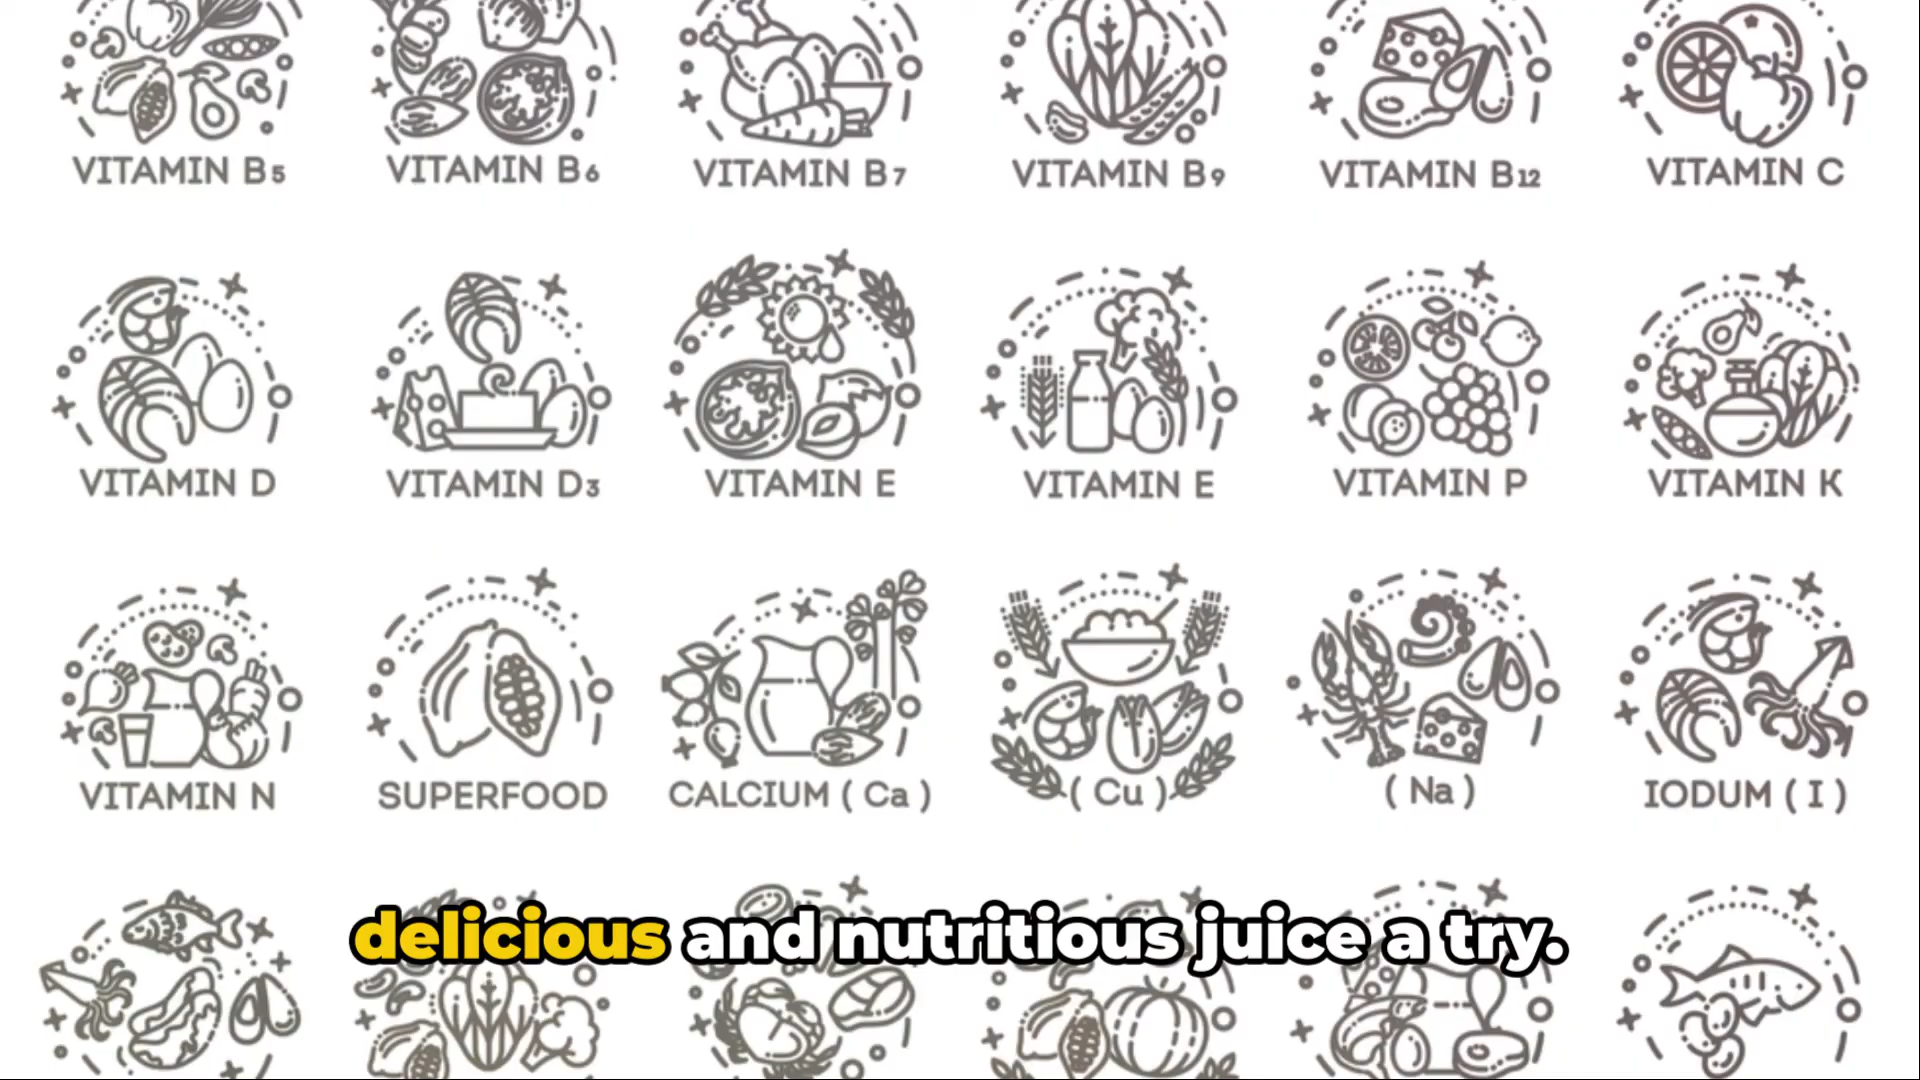 VITAMIN B5
VITAMIN B6
VITAMIN B7
VITAMIN B9
VITAMIN B12
VITAMIN C
VITAMIN D
VITAMIN D3
VITAMIN E
VITAMIN E
VITAMIN P
VITAMIN K
VITAMIN N
SUPERFOOD
CALCIUM ( Ca )
( Cu )
( Na )
IODUM ( I )
delicious and nutritious juice a try.